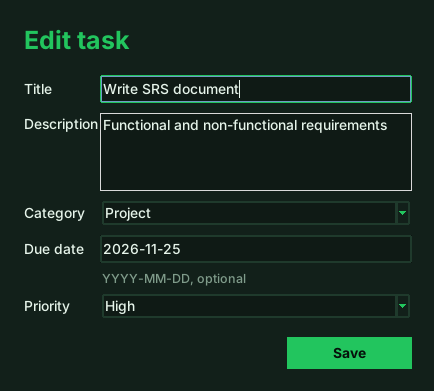 Edit task
Title Write SRS document
Description Functional and non-functional requirements
Category Project
Due date 2026-11-25
YYYY-MM-DD, optional
Priority High
Save